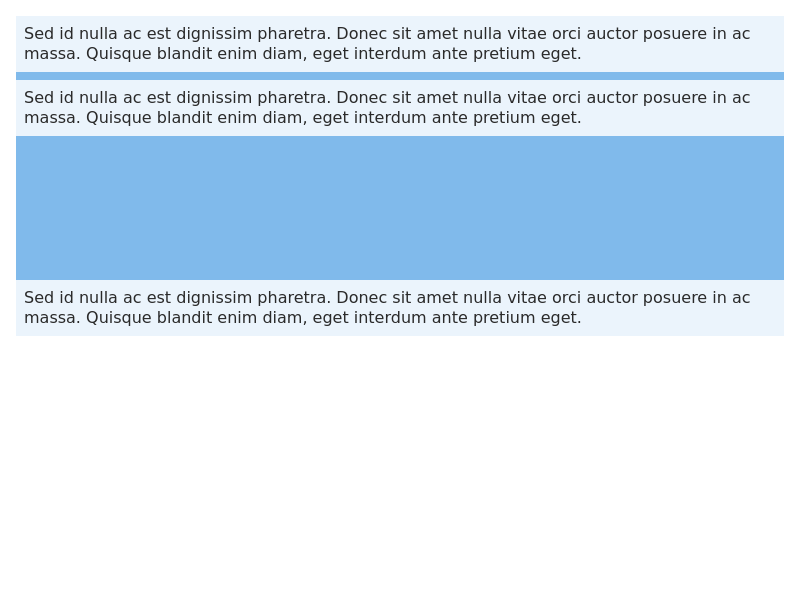 Sed id nulla ac est dignissim pharetra. Donec sit amet nulla vitae orci auctor posuere in ac
massa. Quisque blandit enim diam, eget interdum ante pretium eget.
Sed id nulla ac est dignissim pharetra. Donec sit amet nulla vitae orci auctor posuere in ac
massa. Quisque blandit enim diam, eget interdum ante pretium eget.
Sed id nulla ac est dignissim pharetra. Donec sit amet nulla vitae orci auctor posuere in ac
massa. Quisque blandit enim diam, eget interdum ante pretium eget.